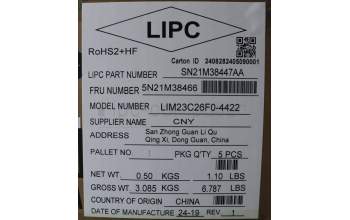 LIPC
RoHS2+HF
Carton ID 2408282405090001
LIPC PART NUMBER SN21M38447AA
FRU NUMBER 5N21M38466
MODEL NUMBER LIM23C26F0-4422
SUPPLIER NAME CNY
ADDRESS San Zhong Guan Li Qu
Qing Xi, Dong Guan, China
PALLET NO PKG Q'TY 5 PCS
NET WT. 0.50 KGS 1.10 LBS
GROSS WT. 3.085 KGS 6.787 LBS
COUNTRY OF ORIGIN CHINA
DATE OF MANUFACTURE 24-19 REV 1